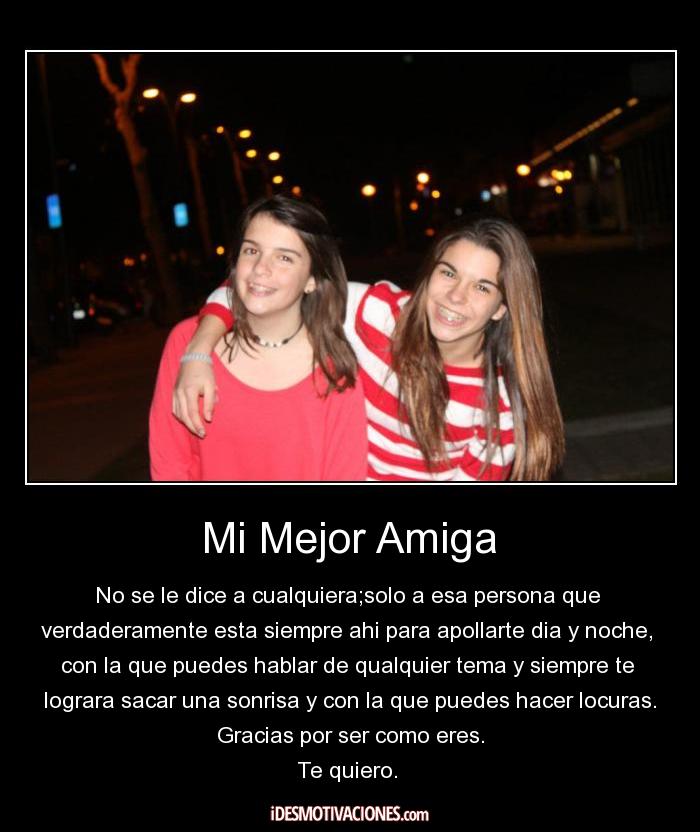 Mi Mejor Amiga
No se le dice a cualquiera;solo a esa persona que
verdaderamente esta siempre ahi para apollarte dia y noche,
con la que puedes hablar de qualquier tema y siempre te
lograra sacar una sonrisa y con la que puedes hacer locuras.
Gracias por ser como eres.
Te quiero.
iDESMOTIVACIONES.com